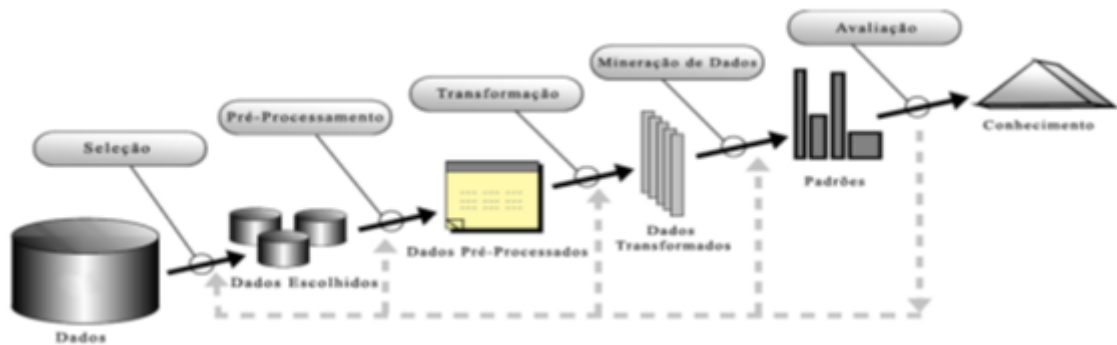 Avaliação
Mineração de Dados
Transformação
Pré-Processamento
Seleção
Conhecimento
Padrões
Dados
Transformados
Dados Pré-Processados
Dados Escolhidos
Dados